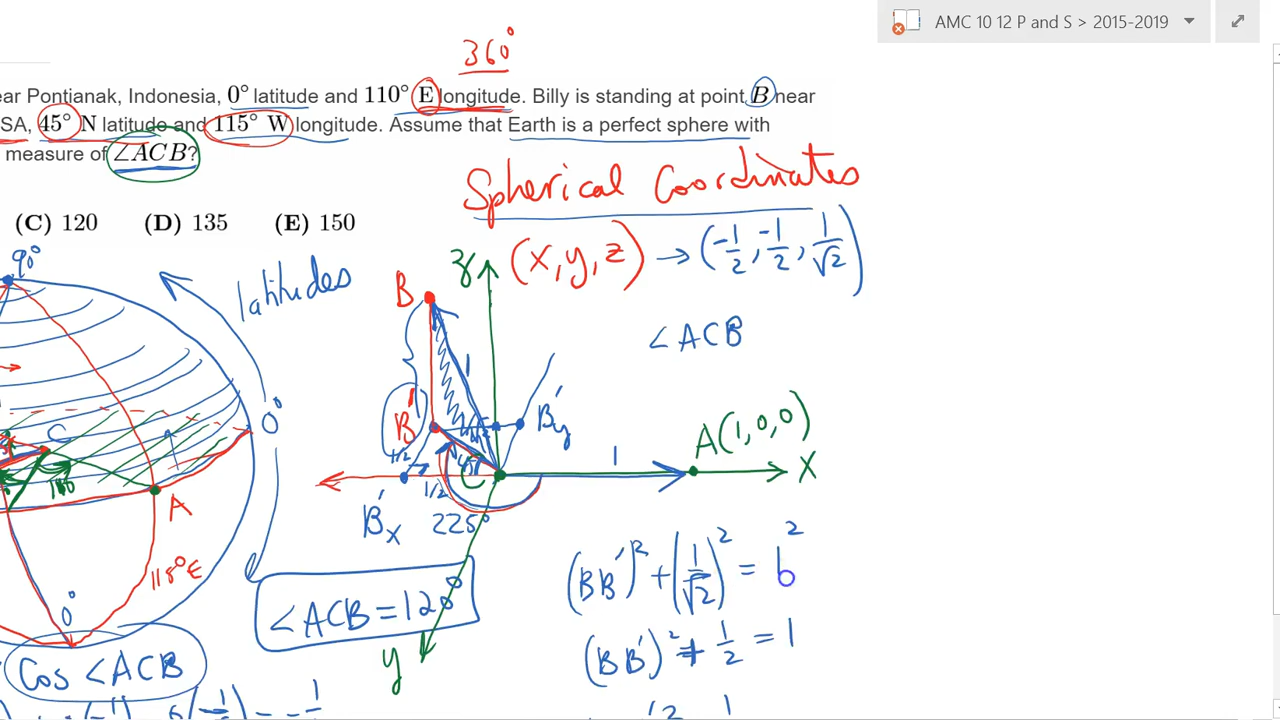 AMC 10 12 P and S > 2015-2019
360°
ear Pontianak, Indonesia, 0° latitude and 110° E longitude. Billy is standing at point B near
SA, 45° N latitude and 115° W longitude. Assume that Earth is a perfect sphere with
measure of ∠ACB?
Spherical Coordinates
(C) 120 (D) 135 (E) 150
(x, y, z) → (-1/2, -1/2, 1/√2)
90°
latitudes
z
B
∠ACB
1
B'
B'y
A(1,0,0)
0°
C
45°
1/2
1/2
1
X
110
A
B'x
225°
(BB')² + (1/√2)² = b²
115°E
∠ACB = 120°
0°
y
(BB')² + 1/2 = 1
Cos ∠ACB